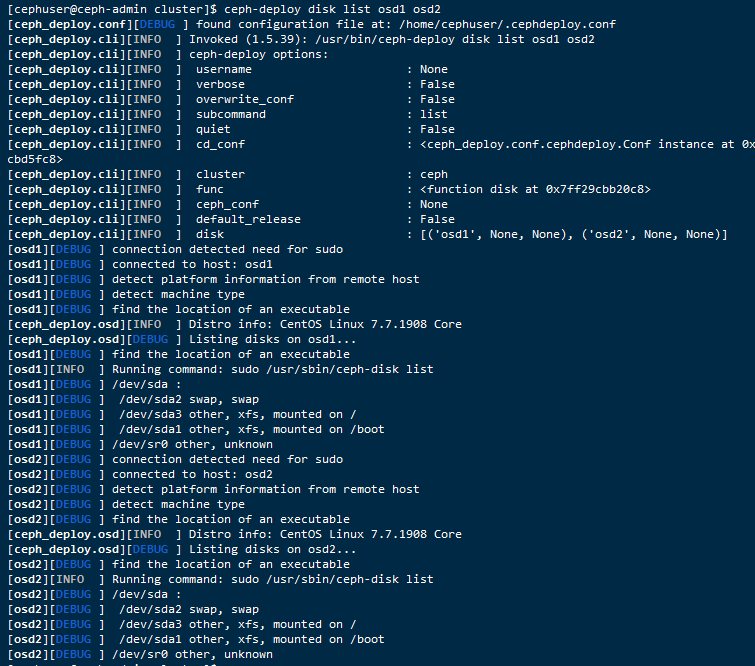 [cephuser@ceph-admin cluster]$ ceph-deploy disk list osd1 osd2
[ceph_deploy.conf][DEBUG ] found configuration file at: /home/cephuser/.cephdeploy.conf
[ceph_deploy.cli][INFO  ] Invoked (1.5.39): /usr/bin/ceph-deploy disk list osd1 osd2
[ceph_deploy.cli][INFO  ] ceph-deploy options:
[ceph_deploy.cli][INFO  ]  username                      : None
[ceph_deploy.cli][INFO  ]  verbose                       : False
[ceph_deploy.cli][INFO  ]  overwrite_conf                : False
[ceph_deploy.cli][INFO  ]  subcommand                    : list
[ceph_deploy.cli][INFO  ]  quiet                         : False
[ceph_deploy.cli][INFO  ]  cd_conf                       : <ceph_deploy.conf.cephdeploy.Conf instance at 0x
cbd5fc8>
[ceph_deploy.cli][INFO  ]  cluster                       : ceph
[ceph_deploy.cli][INFO  ]  func                          : <function disk at 0x7ff29cbb20c8>
[ceph_deploy.cli][INFO  ]  ceph_conf                     : None
[ceph_deploy.cli][INFO  ]  default_release               : False
[ceph_deploy.cli][INFO  ]  disk                          : [('osd1', None, None), ('osd2', None, None)]
[osd1][DEBUG ] connection detected need for sudo
[osd1][DEBUG ] connected to host: osd1
[osd1][DEBUG ] detect platform information from remote host
[osd1][DEBUG ] detect machine type
[osd1][DEBUG ] find the location of an executable
[ceph_deploy.osd][INFO  ] Distro info: CentOS Linux 7.7.1908 Core
[ceph_deploy.osd][DEBUG ] Listing disks on osd1...
[osd1][DEBUG ] find the location of an executable
[osd1][INFO  ] Running command: sudo /usr/sbin/ceph-disk list
[osd1][DEBUG ] /dev/sda :
[osd1][DEBUG ]  /dev/sda2 swap, swap
[osd1][DEBUG ]  /dev/sda3 other, xfs, mounted on /
[osd1][DEBUG ]  /dev/sda1 other, xfs, mounted on /boot
[osd1][DEBUG ] /dev/sr0 other, unknown
[osd2][DEBUG ] connection detected need for sudo
[osd2][DEBUG ] connected to host: osd2
[osd2][DEBUG ] detect platform information from remote host
[osd2][DEBUG ] detect machine type
[osd2][DEBUG ] find the location of an executable
[ceph_deploy.osd][INFO  ] Distro info: CentOS Linux 7.7.1908 Core
[ceph_deploy.osd][DEBUG ] Listing disks on osd2...
[osd2][DEBUG ] find the location of an executable
[osd2][INFO  ] Running command: sudo /usr/sbin/ceph-disk list
[osd2][DEBUG ] /dev/sda :
[osd2][DEBUG ]  /dev/sda2 swap, swap
[osd2][DEBUG ]  /dev/sda3 other, xfs, mounted on /
[osd2][DEBUG ]  /dev/sda1 other, xfs, mounted on /boot
[osd2][DEBUG ] /dev/sr0 other, unknown